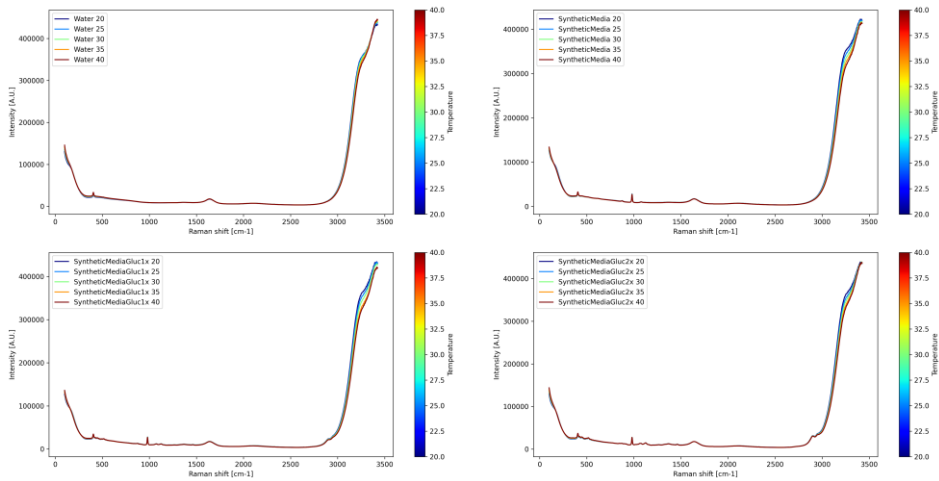 Water 20
Water 25
Water 30
Water 35
Water 40
Intensity [A.U.]
400000
300000
200000
100000
0
0 500 1000 1500 2000 2500 3000 3500
Raman shift [cm-1]
40.0
37.5
35.0
32.5
30.0
27.5
25.0
22.5
20.0
Temperature
SyntheticMedia 20
SyntheticMedia 25
SyntheticMedia 30
SyntheticMedia 35
SyntheticMedia 40
Intensity [A.U.]
400000
300000
200000
100000
0
0 500 1000 1500 2000 2500 3000 3500
Raman shift [cm-1]
40.0
37.5
35.0
32.5
30.0
27.5
25.0
22.5
20.0
Temperature
SyntheticMediaGluc1x 20
SyntheticMediaGluc1x 25
SyntheticMediaGluc1x 30
SyntheticMediaGluc1x 35
SyntheticMediaGluc1x 40
Intensity [A.U.]
400000
300000
200000
100000
0
0 500 1000 1500 2000 2500 3000 3500
Raman shift [cm-1]
40.0
37.5
35.0
32.5
30.0
27.5
25.0
22.5
20.0
Temperature
SyntheticMediaGluc2x 20
SyntheticMediaGluc2x 25
SyntheticMediaGluc2x 30
SyntheticMediaGluc2x 35
SyntheticMediaGluc2x 40
Intensity [A.U.]
400000
300000
200000
100000
0
0 500 1000 1500 2000 2500 3000 3500
Raman shift [cm-1]
40.0
37.5
35.0
32.5
30.0
27.5
25.0
22.5
20.0
Temperature